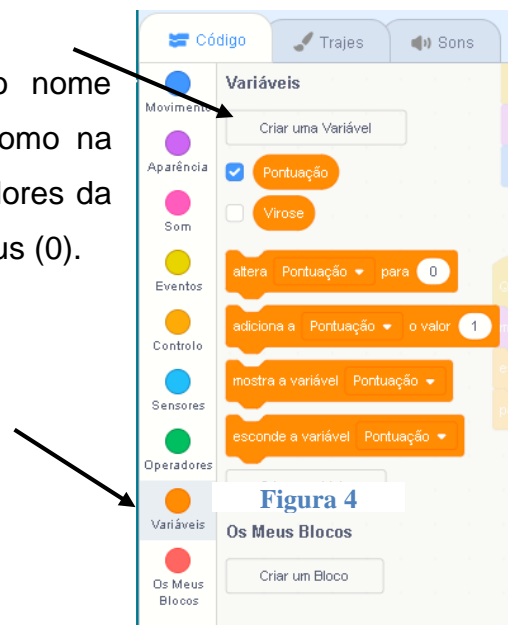 o nome
omo na
lores da
us (0).
Código
Trajes
Sons
Movimento
Aparência
Som
Eventos
Controlo
Sensores
Operadores
Variáveis
Os Meus
Blocos
Variáveis
Criar uma Variável
Pontuação
Virose
altera Pontuação para 0
adiciona a Pontuação o valor 1
mostra a variável Pontuação
esconde a variável Pontuação
Figura 4
Os Meus Blocos
Criar um Bloco